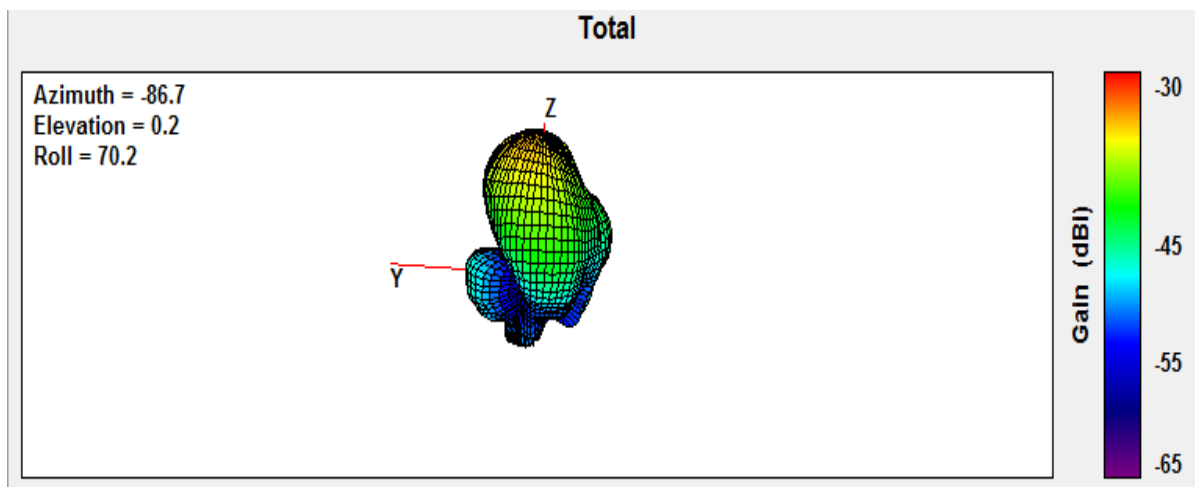 Total
Azimuth = -86.7
Elevation = 0.2
Roll = 70.2
Z
Y
-30
-45
-55
-65
Gain (dBi)